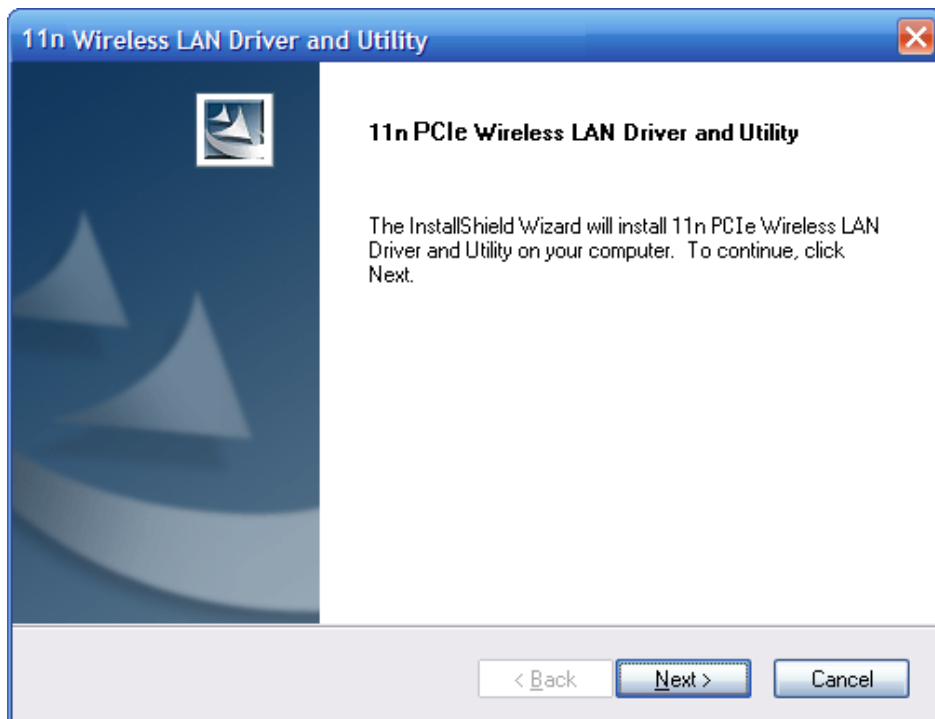 11n Wireless LAN Driver and Utility
11n PCIe Wireless LAN Driver and Utility
The InstallShield Wizard will install 11n PCIe Wireless LAN
Driver and Utility on your computer. To continue, click
Next.
< Back
Next >
Cancel